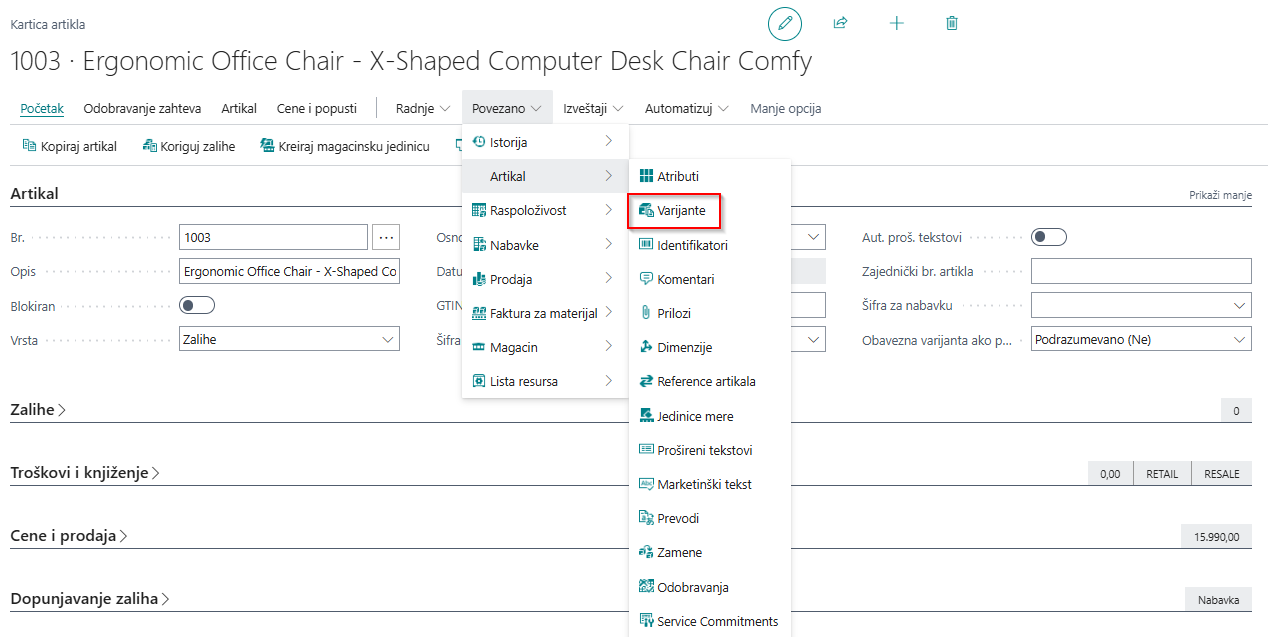 Kartica artikla
1003 · Ergonomic Office Chair - X-Shaped Computer Desk Chair Comfy
Početak Odobravanje zahteva Artikal Cene i popusti Radnje Povezano Izveštaji Automatizuj Manje opcija
Kopiraj artikal Koriguj zalihe Kreiraj magacinsku jedinicu
Istorija
Artikal
Raspoloživost
Nabavke
Prodaja
Faktura za materijal
Magacin
Lista resursa
Atributi
Varijante
Identifikatori
Komentari
Prilozi
Dimenzije
Reference artikala
Jedinice mere
Prošireni tekstovi
Marketinški tekst
Prevodi
Zamene
Odobravanja
Service Commitments
Artikal
Prikaži manje
Br. 1003
Opis Ergonomic Office Chair - X-Shaped Co
Blokiran
Vrsta Zalihe
Osno
Datu
GTIN
Šifra
Aut. proš. tekstovi
Zajednički br. artikla
Šifra za nabavku
Obavezna varijanta ako p... Podrazumevano (Ne)
Zalihe 0
Troškovi i knjiženje 0,00 RETAIL RESALE
Cene i prodaja 15.990,00
Dopunjavanje zaliha Nabavka